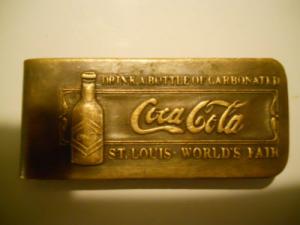 DRINK A BOTTLE OF CARBONATED
Coca Cola
ST. LOUIS - WORLD'S FAIR